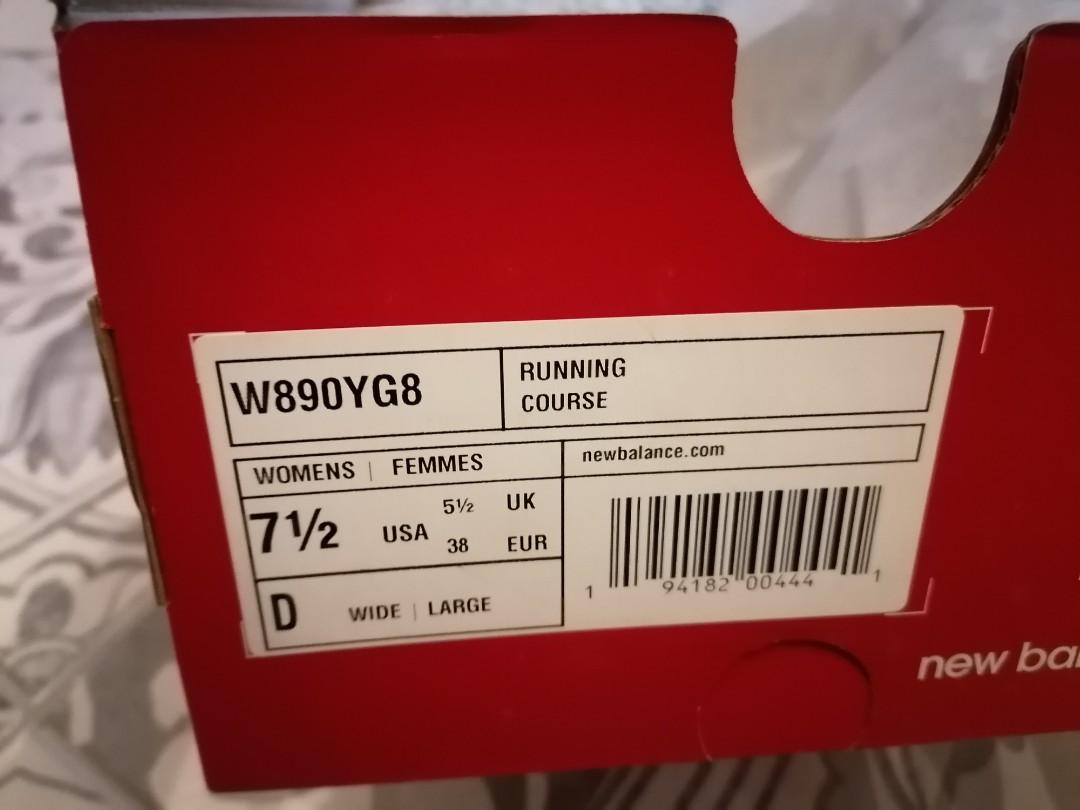 W890YG8
RUNNING
COURSE
WOMENS | FEMMES
newbalance.com
7½ USA 5½ UK
38 EUR
D WIDE | LARGE
1 94182 00444 1
new ba